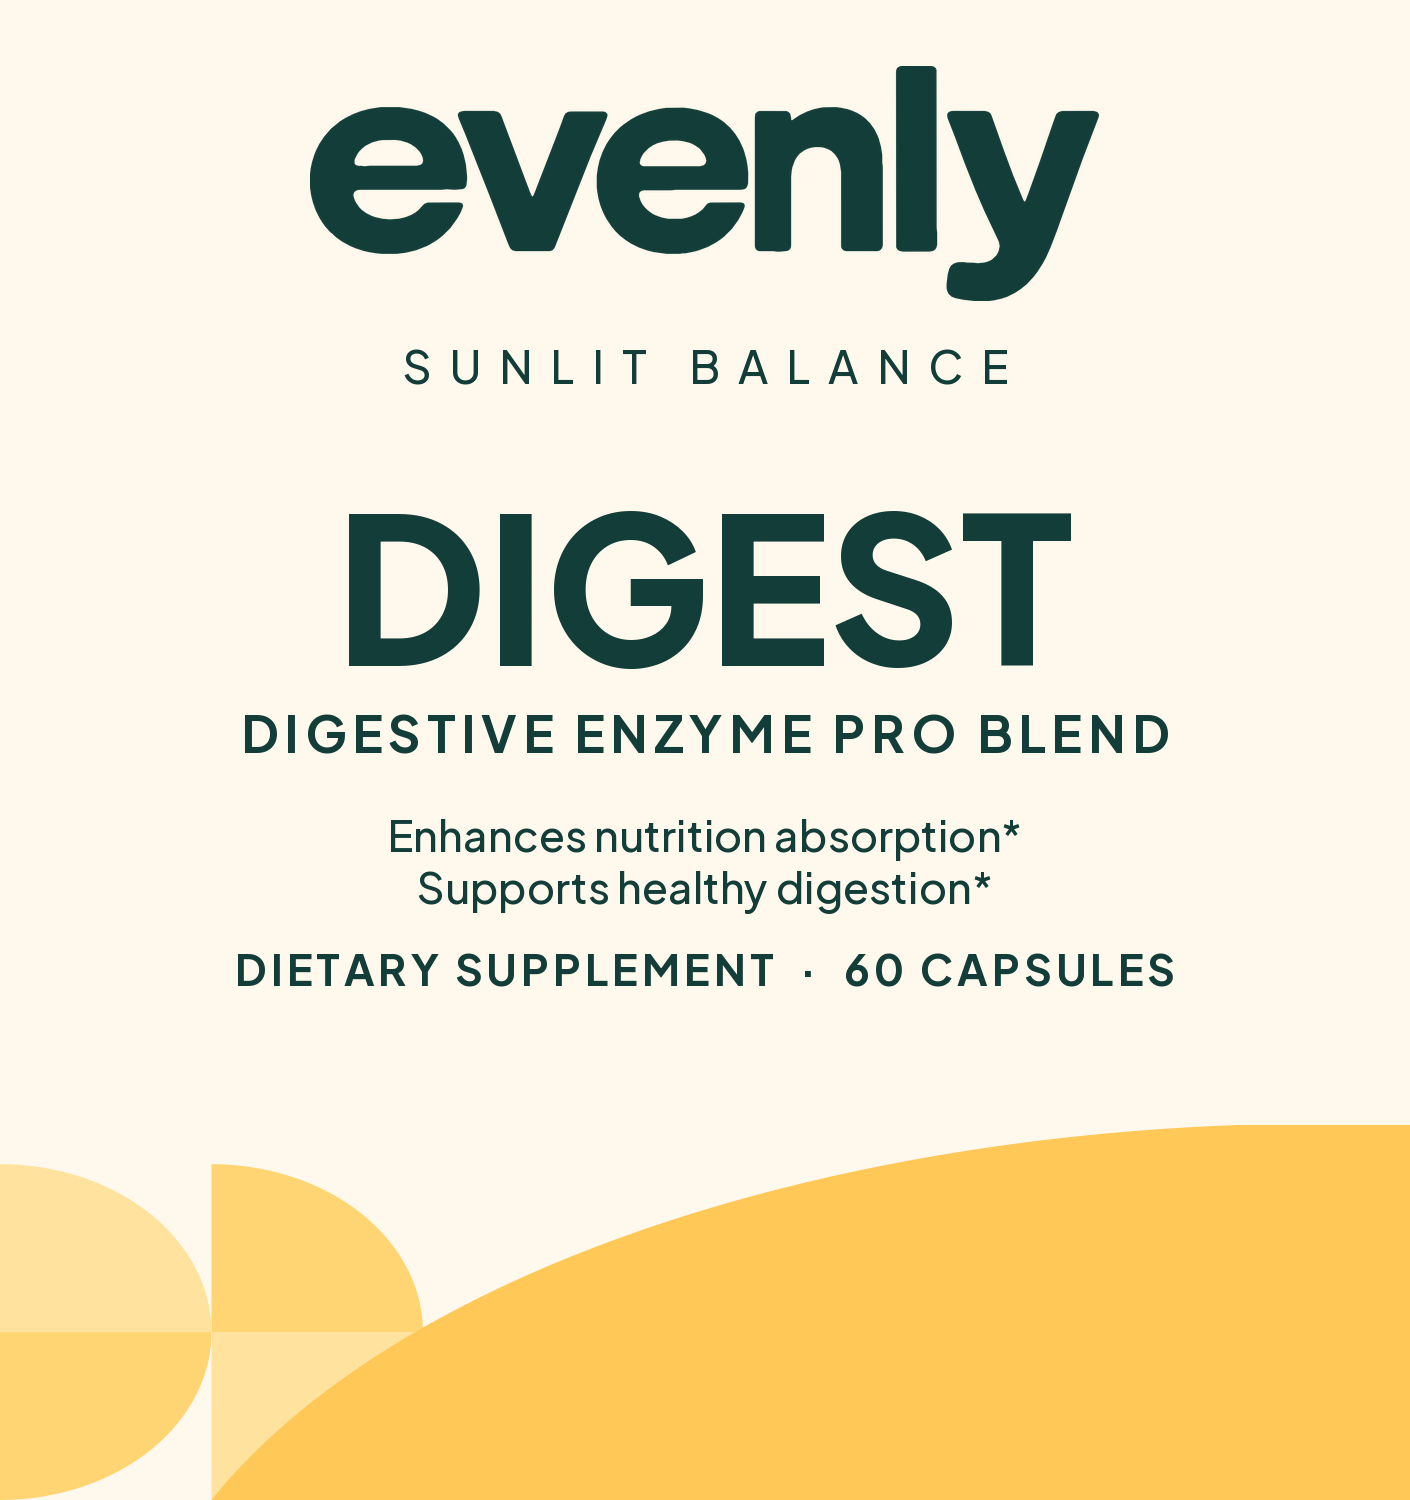 evenly
SUNLIT BALANCE
DIGEST
DIGESTIVE ENZYME PRO BLEND
Enhances nutrition absorption*
Supports healthy digestion*
DIETARY SUPPLEMENT · 60 CAPSULES